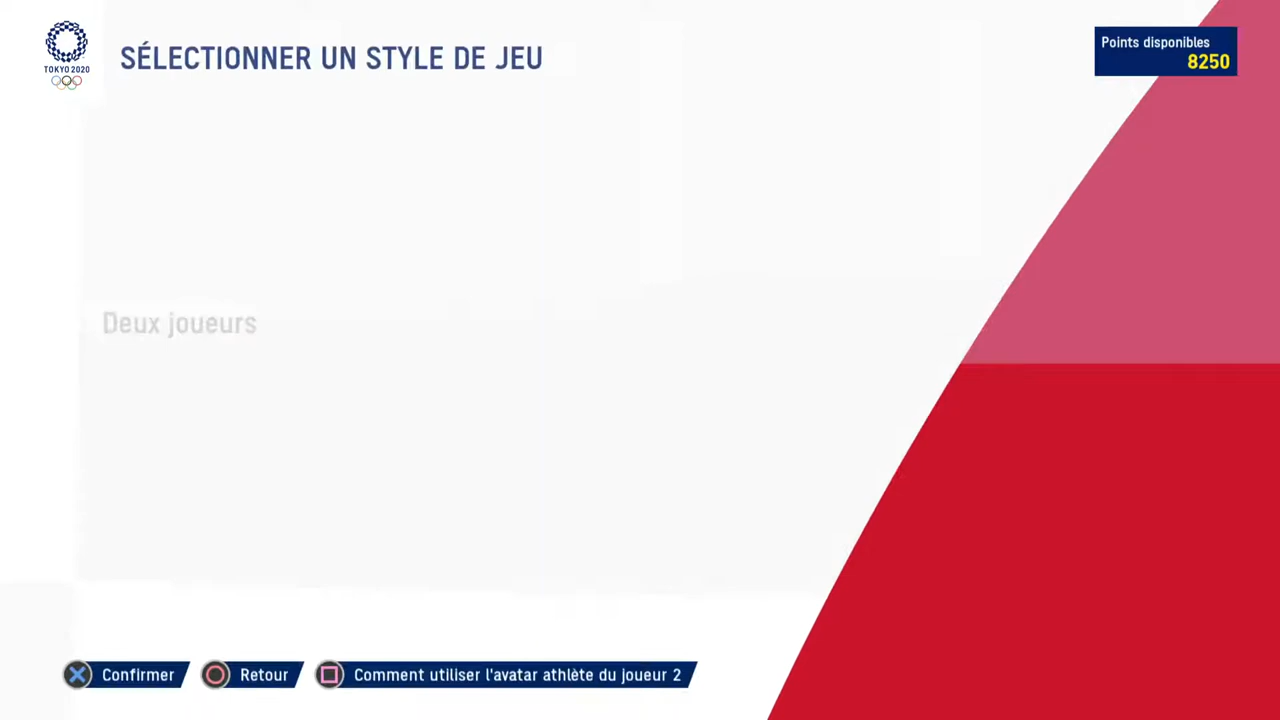 TOKYO 2020
SÉLECTIONNER UN STYLE DE JEU
Points disponibles
8250
Deux joueurs
Confirmer
Retour
Comment utiliser l'avatar athlète du joueur 2